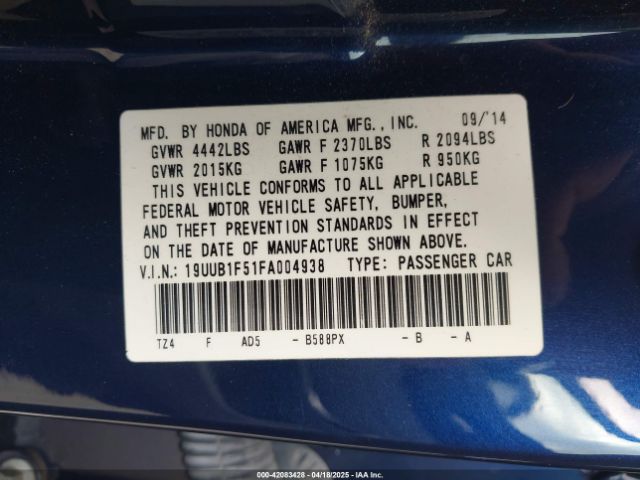 MFD. BY HONDA OF AMERICA MFG., INC. 09/'14
GVWR 4442LBS GAWR F 2370LBS R 2094LBS
GVWR 2015KG GAWR F 1075KG R 950KG
THIS VEHICLE CONFORMS TO ALL APPLICABLE
FEDERAL MOTOR VEHICLE SAFETY, BUMPER,
AND THEFT PREVENTION STANDARDS IN EFFECT
ON THE DATE OF MANUFACTURE SHOWN ABOVE.
V.I.N.: 19UUB1F51FA004938 TYPE: PASSENGER CAR
TZ4 F AD5 - B588PX - B - A
000-42083428 - 04/18/2025 - IAA Inc.